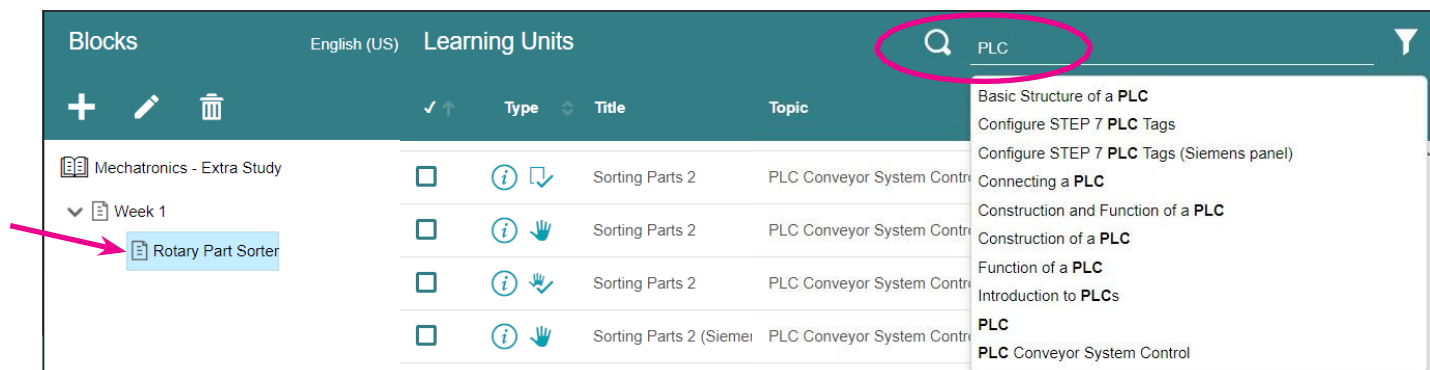 Blocks
English (US)
Learning Units
PLC
Type
Title
Topic
Mechatronics - Extra Study
Week 1
Rotary Part Sorter
Sorting Parts 2
PLC Conveyor System Contr
Sorting Parts 2
PLC Conveyor System Contr
Sorting Parts 2
PLC Conveyor System Contr
Sorting Parts 2 (Siemer
PLC Conveyor System Contr
Basic Structure of a PLC
Configure STEP 7 PLC Tags
Configure STEP 7 PLC Tags (Siemens panel)
Connecting a PLC
Construction and Function of a PLC
Construction of a PLC
Function of a PLC
Introduction to PLCs
PLC
PLC Conveyor System Control